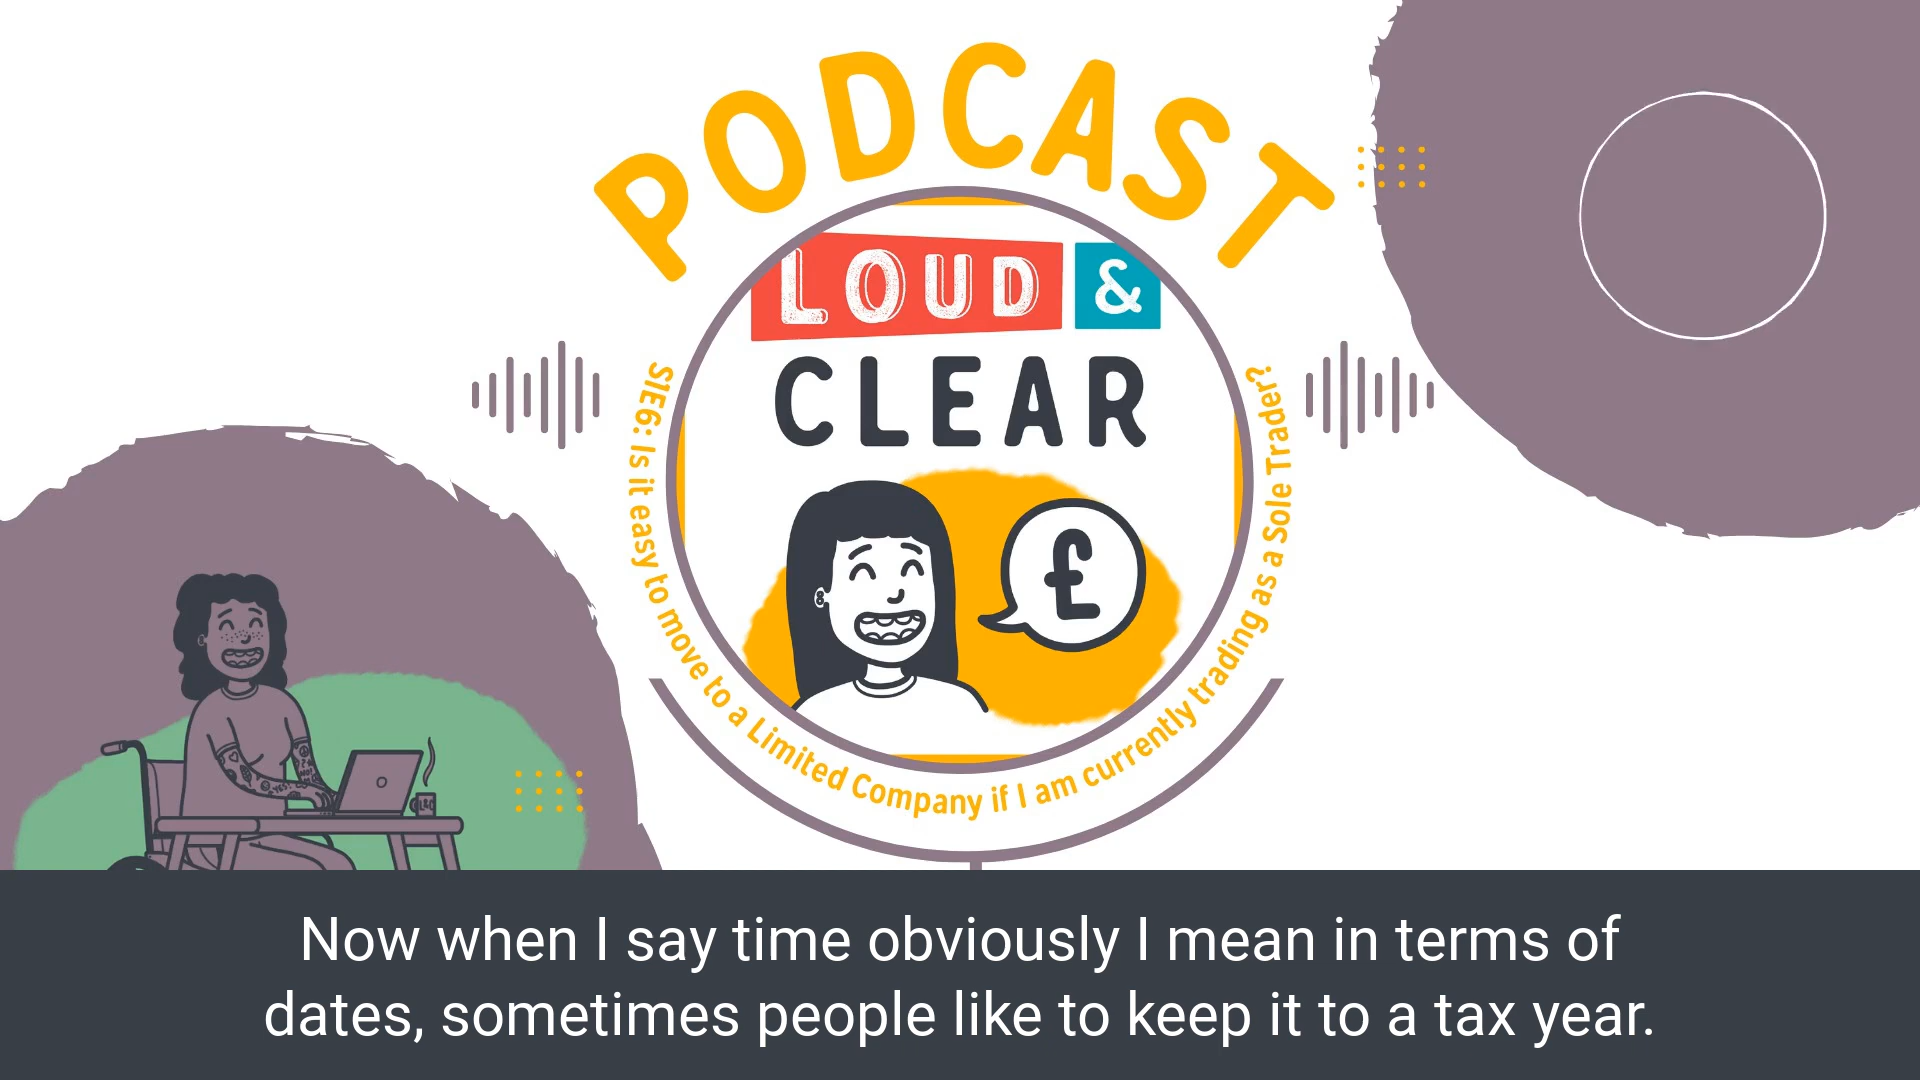 PODCAST
LOUD &
CLEAR
£
S1E6: Is it easy to move to a Limited Company if I am currently trading as a Sole Trader?
L&C
Now when I say time obviously I mean in terms of
dates, sometimes people like to keep it to a tax year.